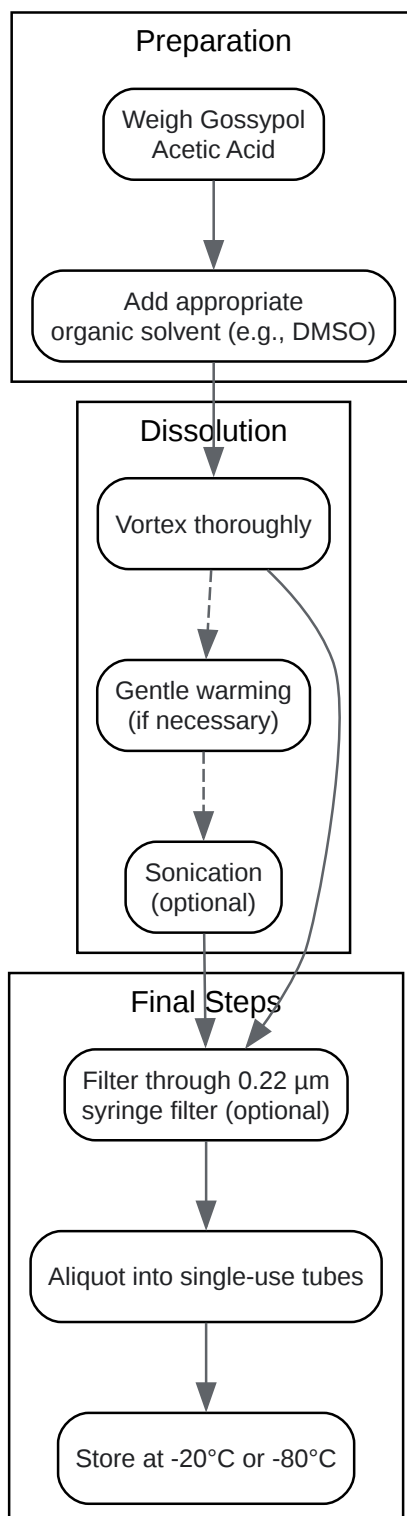 Preparation
Weigh Gossypol
Acetic Acid
Add appropriate
organic solvent (e.g., DMSO)
Dissolution
Vortex thoroughly
Gentle warming
(if necessary)
Sonication
(optional)
Final Steps
Filter through 0.22 µm
syringe filter (optional)
Aliquot into single-use tubes
Store at -20°C or -80°C